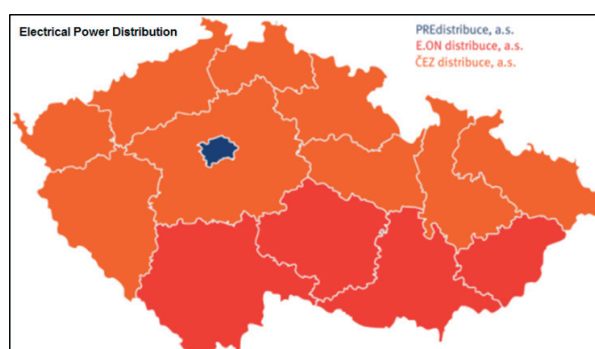 Electrical Power Distribution
PREdistribuce, a.s.
E.ON distribuce, a.s.
ČEZ distribuce, a.s.